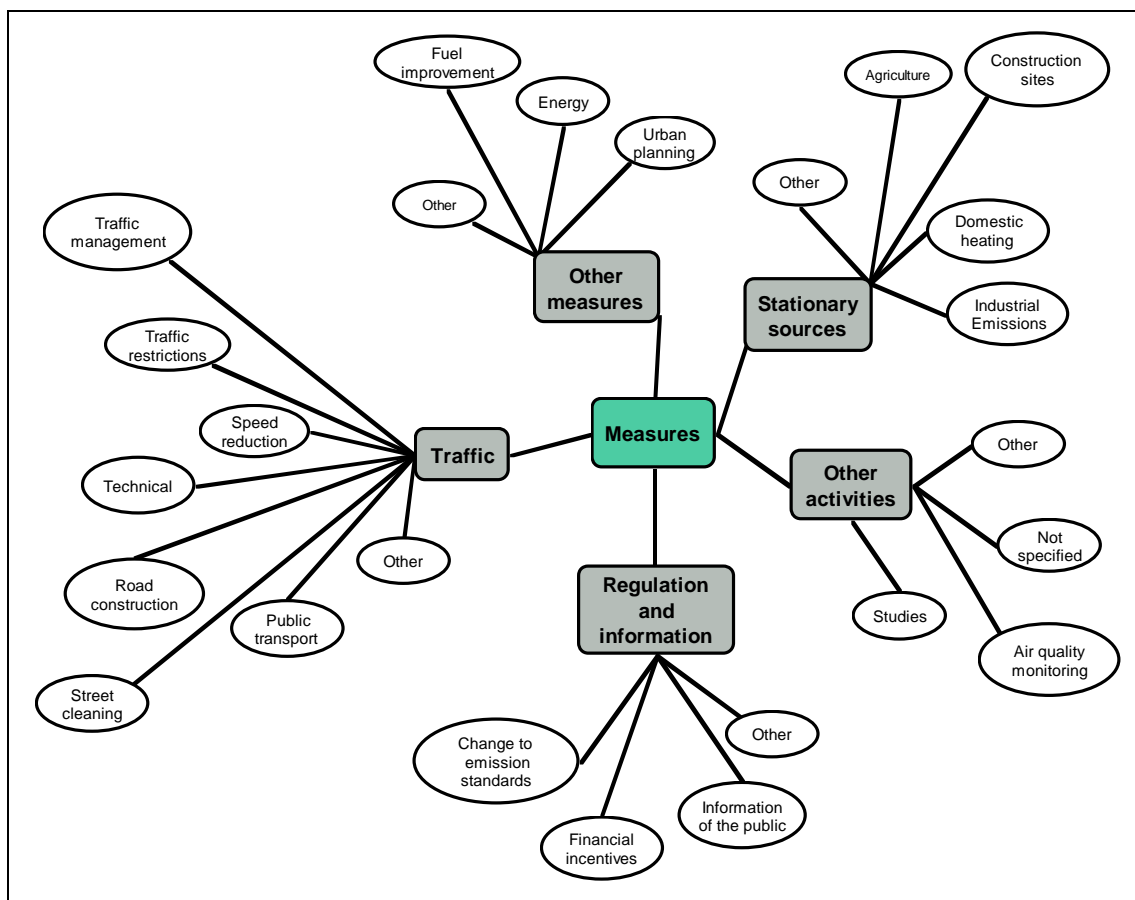 Fuel
improvement
Energy
Urban
planning
Other
Other
measures
Agriculture
Construction
sites
Other
Domestic
heating
Industrial
Emissions
Stationary
sources
Traffic
management
Traffic
restrictions
Speed
reduction
Technical
Road
construction
Street
cleaning
Public
transport
Other
Traffic
Measures
Other
activities
Other
Not
specified
Air quality
monitoring
Studies
Regulation
and
information
Change to
emission
standards
Financial
incentives
Information
of the public
Other